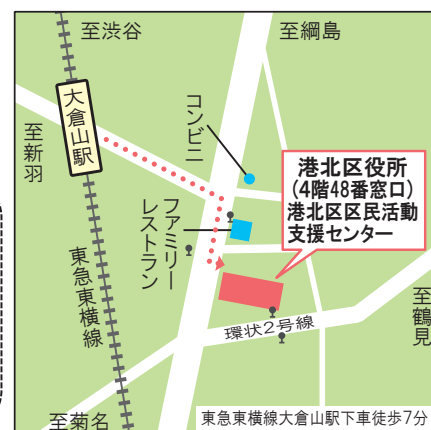 至渋谷
至綱島
大倉山駅
至新羽
コンビニ
港北区役所
(4階48番窓口)
港北区区民活動
支援センター
ファミリー
レストラン
東急東横線
至鶴見
環状2号線
至菊名
東急東横線大倉山駅下車徒歩7分